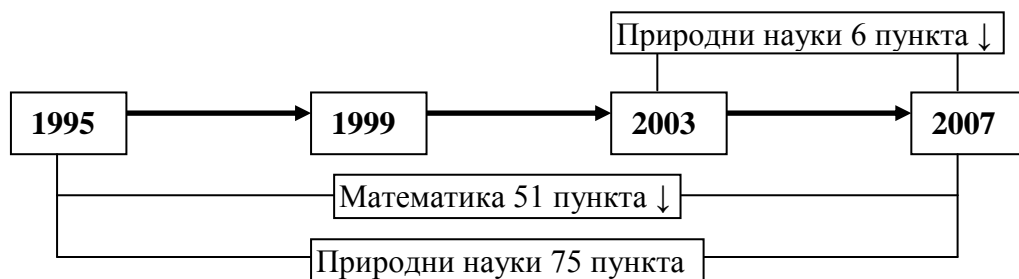 Природни науки 6 пункта ↓
1995 1999 2003 2007
Математика 51 пункта ↓
Природни науки 75 пункта